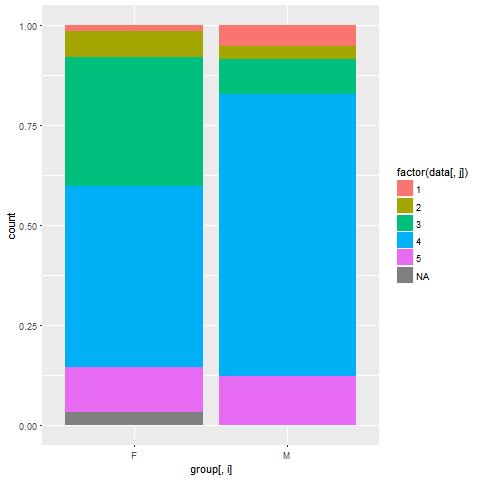 1.00
0.75
0.50
0.25
0.00
count
F
M
group[, i]
factor(data[, j])
1
2
3
4
5
NA